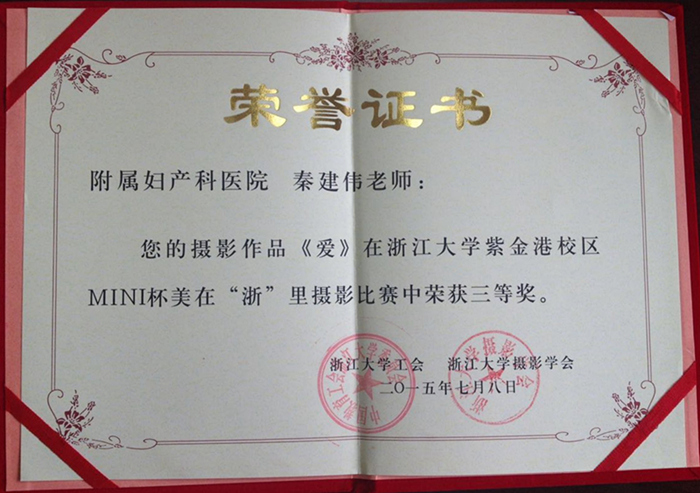 荣誉证书
附属妇产科医院 秦建伟老师：
您的摄影作品《爱》在浙江大学紫金港校区
MINI杯美在“浙”里摄影比赛中荣获三等奖。
浙江大学工会 浙江大学摄影学会
二〇一五年七月八日